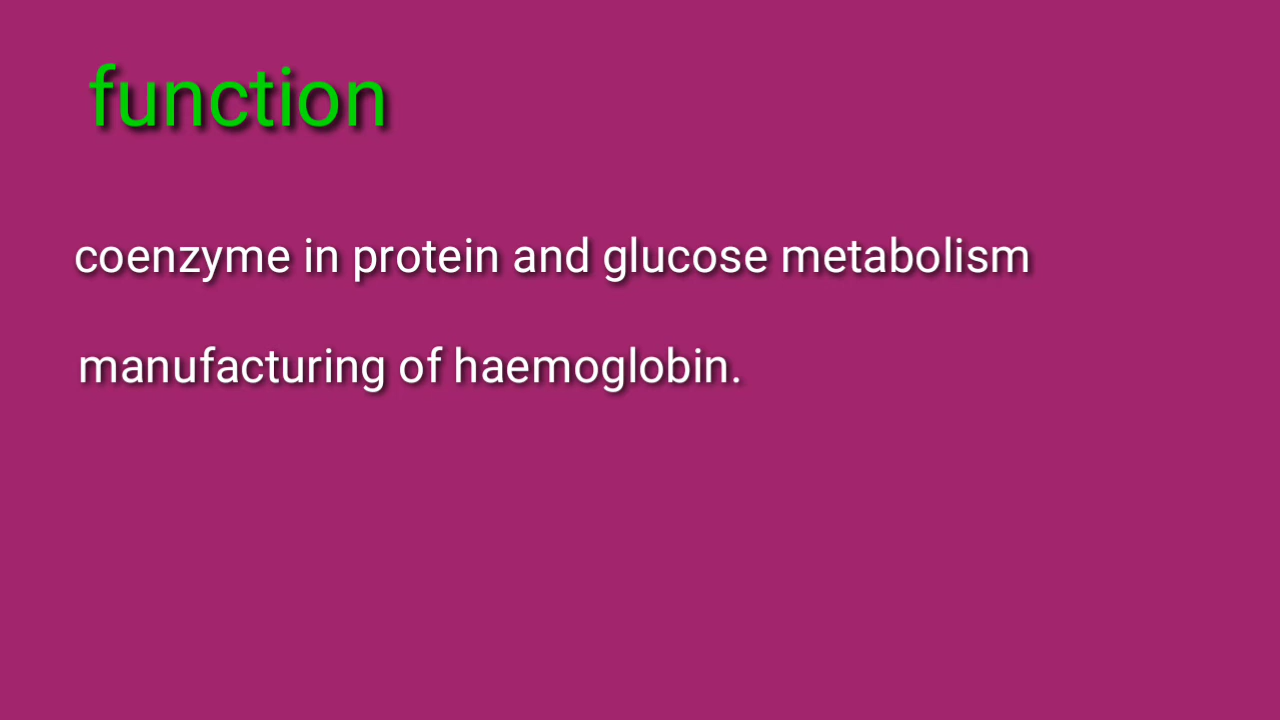 function
coenzyme in protein and glucose metabolism
manufacturing of haemoglobin.